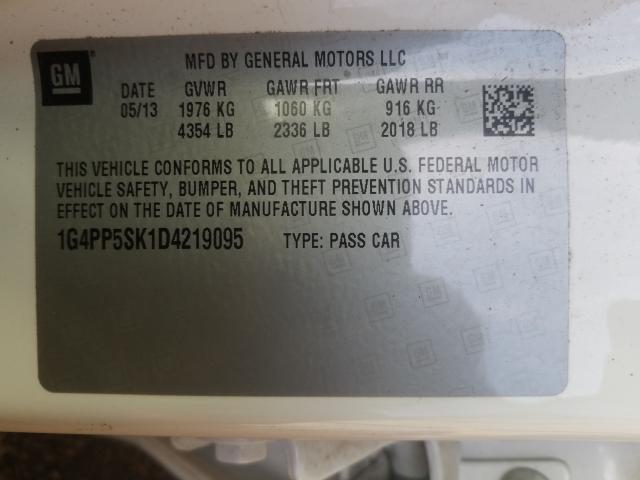 GM
MFD BY GENERAL MOTORS LLC
DATE GVWR GAWR FRT GAWR RR
05/13 1976 KG 1060 KG 916 KG
4354 LB 2336 LB 2018 LB
THIS VEHICLE CONFORMS TO ALL APPLICABLE U.S. FEDERAL MOTOR
VEHICLE SAFETY, BUMPER, AND THEFT PREVENTION STANDARDS IN
EFFECT ON THE DATE OF MANUFACTURE SHOWN ABOVE.
1G4PP5SK1D4219095 TYPE: PASS CAR